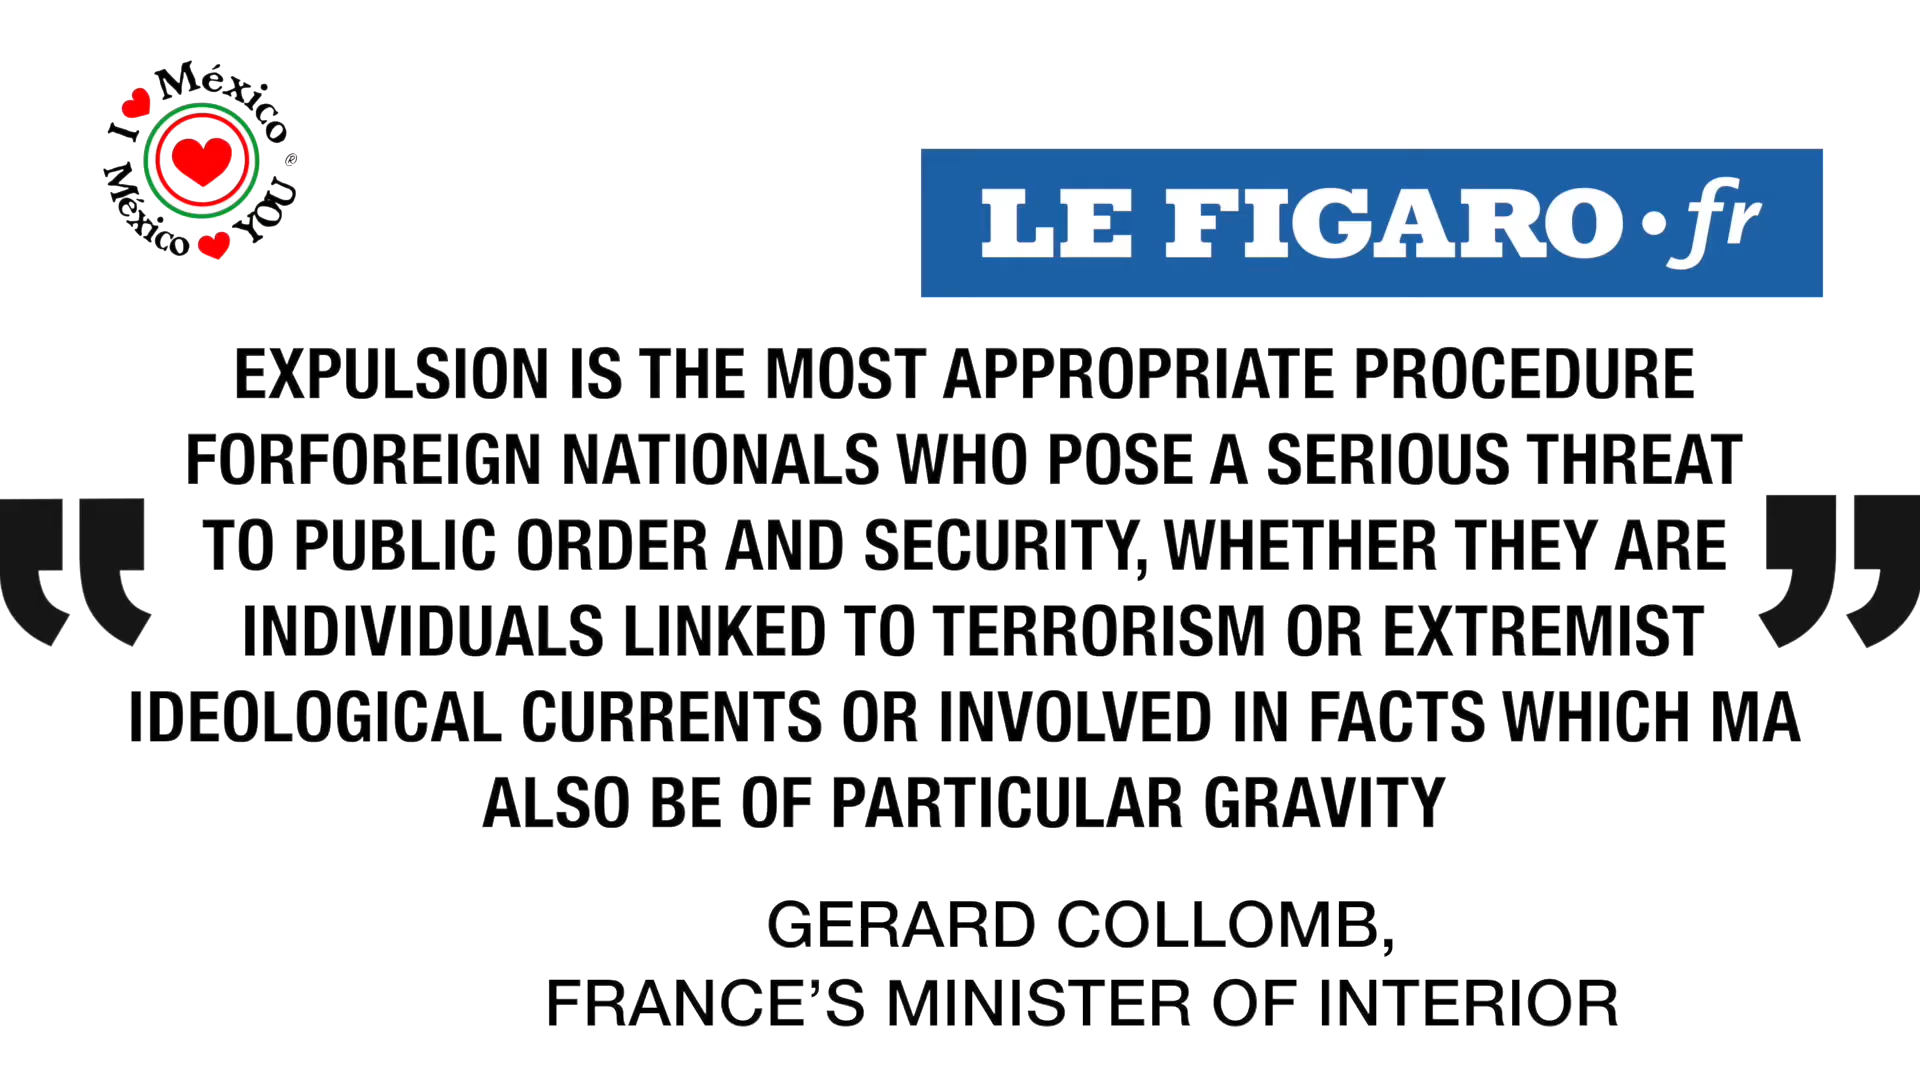 I México
México YOU ®
LE FIGARO·fr
EXPULSION IS THE MOST APPROPRIATE PROCEDURE
FORFOREIGN NATIONALS WHO POSE A SERIOUS THREAT
TO PUBLIC ORDER AND SECURITY, WHETHER THEY ARE
INDIVIDUALS LINKED TO TERRORISM OR EXTREMIST
IDEOLOGICAL CURRENTS OR INVOLVED IN FACTS WHICH MA
ALSO BE OF PARTICULAR GRAVITY
GERARD COLLOMB,
FRANCE’S MINISTER OF INTERIOR